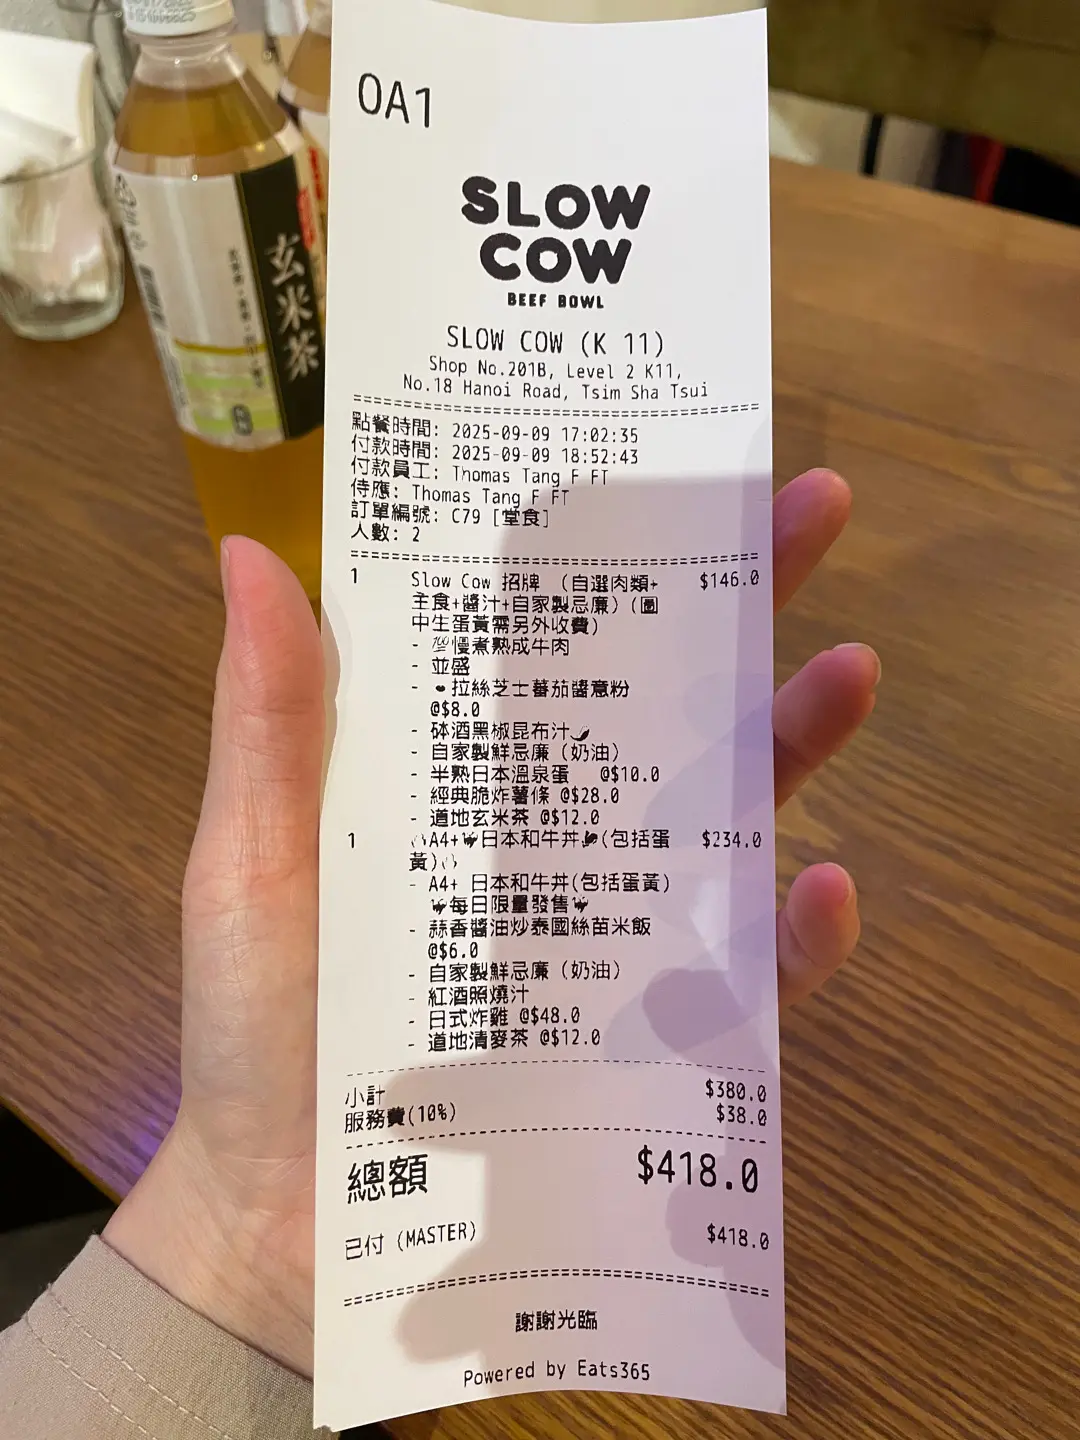 玄米茶
OA1
SLOW
COW
BEEF BOWL
SLOW COW (K 11)
Shop No.201B, Level 2 K11,
No.18 Hanoi Road, Tsim Sha Tsui
點餐時間: 2025-09-09 17:02:35
付款時間: 2025-09-09 18:52:43
付款員工: Thomas Tang F FT
侍應: Thomas Tang F FT
訂單編號: C79 [堂食]
人數: 2
1 Slow Cow 招牌 (自選肉類+ $146.0
主食+醬汁+自家製忌廉) (圖
中生蛋黃需另外收費)
- 💯慢煮熟成牛肉
- 並盛
- ❤拉絲芝士蕃茄醬意粉
@$8.0
- 砵酒黑椒昆布汁🌶
- 自家製鮮忌廉 (奶油)
- 半熟日本溫泉蛋 @$10.0
- 經典脆炸薯條 @$28.0
- 道地玄米茶 @$12.0
1 A4+日本和牛丼(包括蛋 $234.0
黃)
- A4+ 日本和牛丼(包括蛋黃)
每日限量發售
- 蒜香醬油炒泰國絲苗米飯
@$6.0
- 自家製鮮忌廉 (奶油)
- 紅酒照燒汁
- 日式炸雞 @$48.0
- 道地清麥茶 @$12.0
小計 $380.0
服務費(10%) $38.0
總額 $418.0
已付 (MASTER) $418.0
謝謝光臨
Powered by Eats365